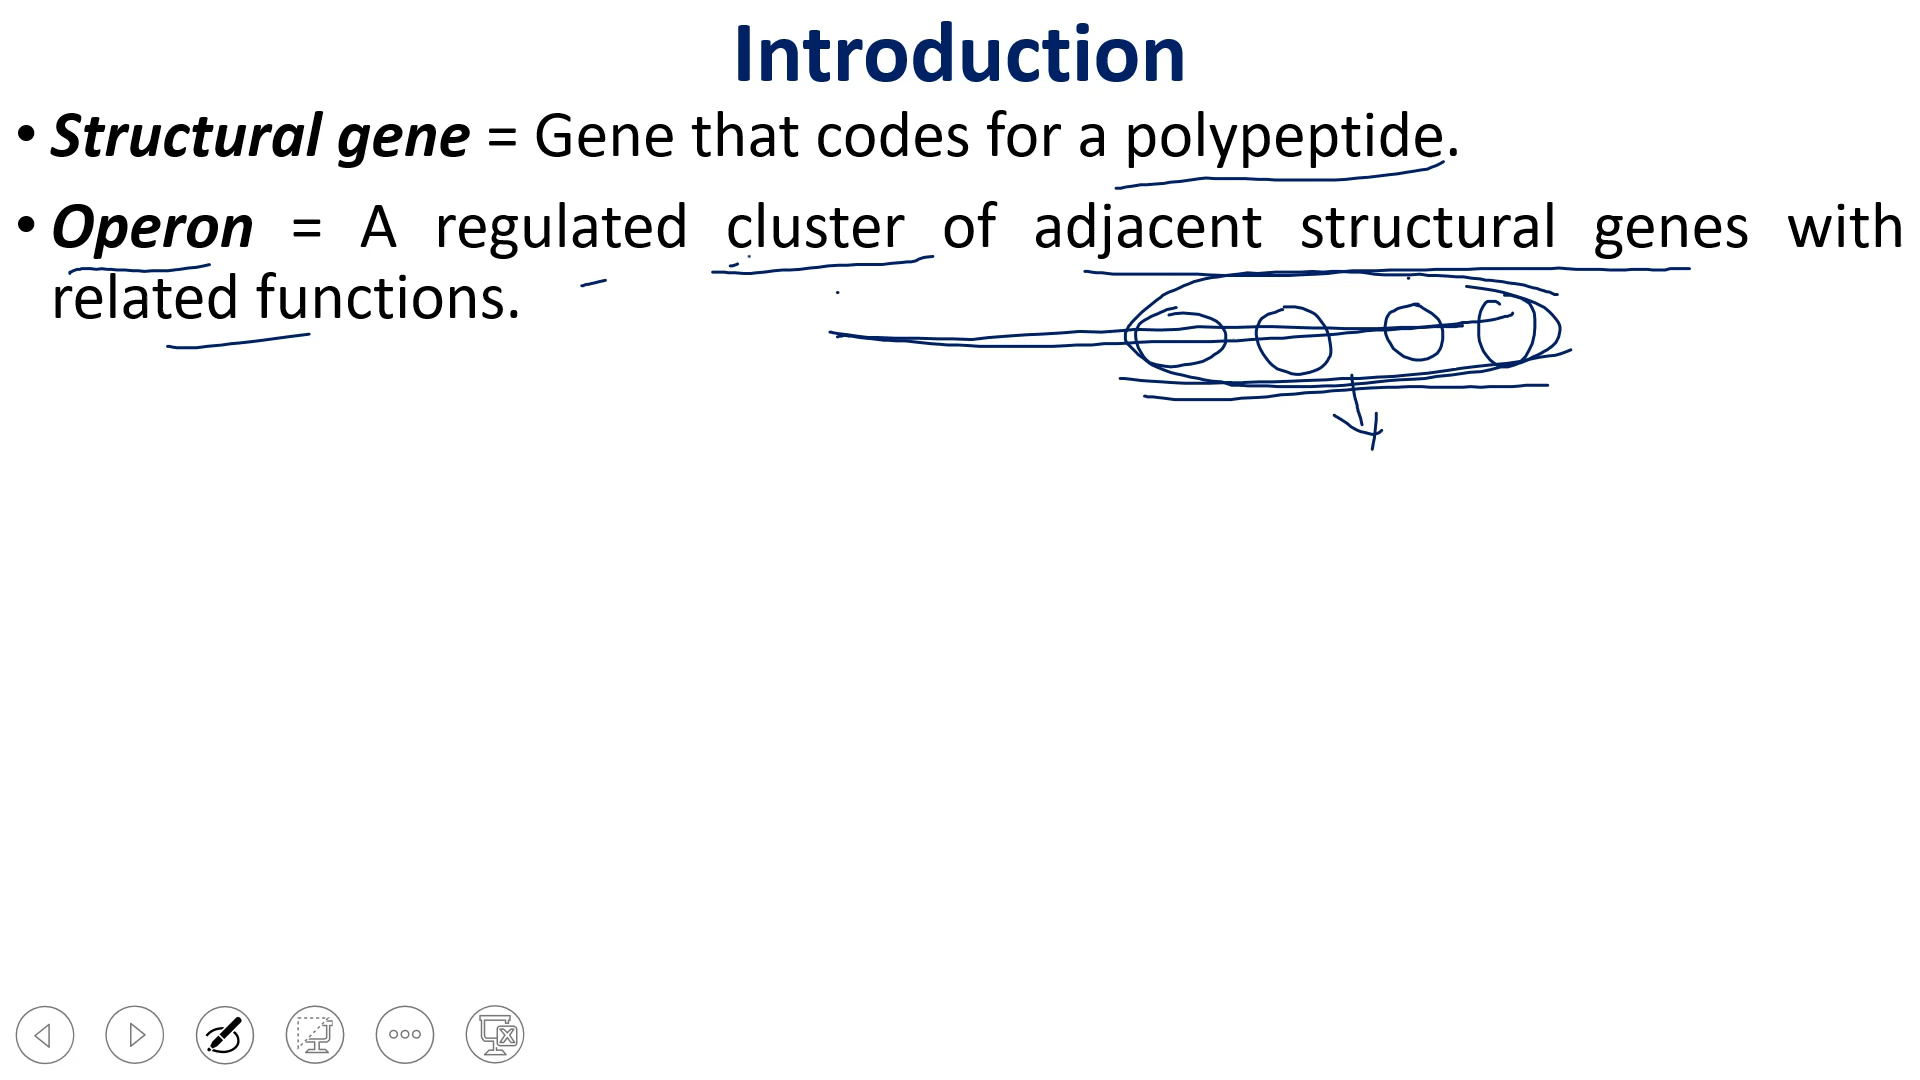 Introduction
• Structural gene = Gene that codes for a polypeptide.
• Operon = A regulated cluster of adjacent structural genes with
related functions.